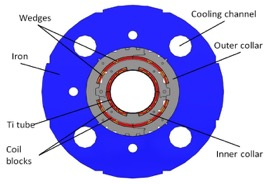 Wedges
Cooling channel
Iron
Outer collar
Ti tube
Coil
blocks
Inner collar